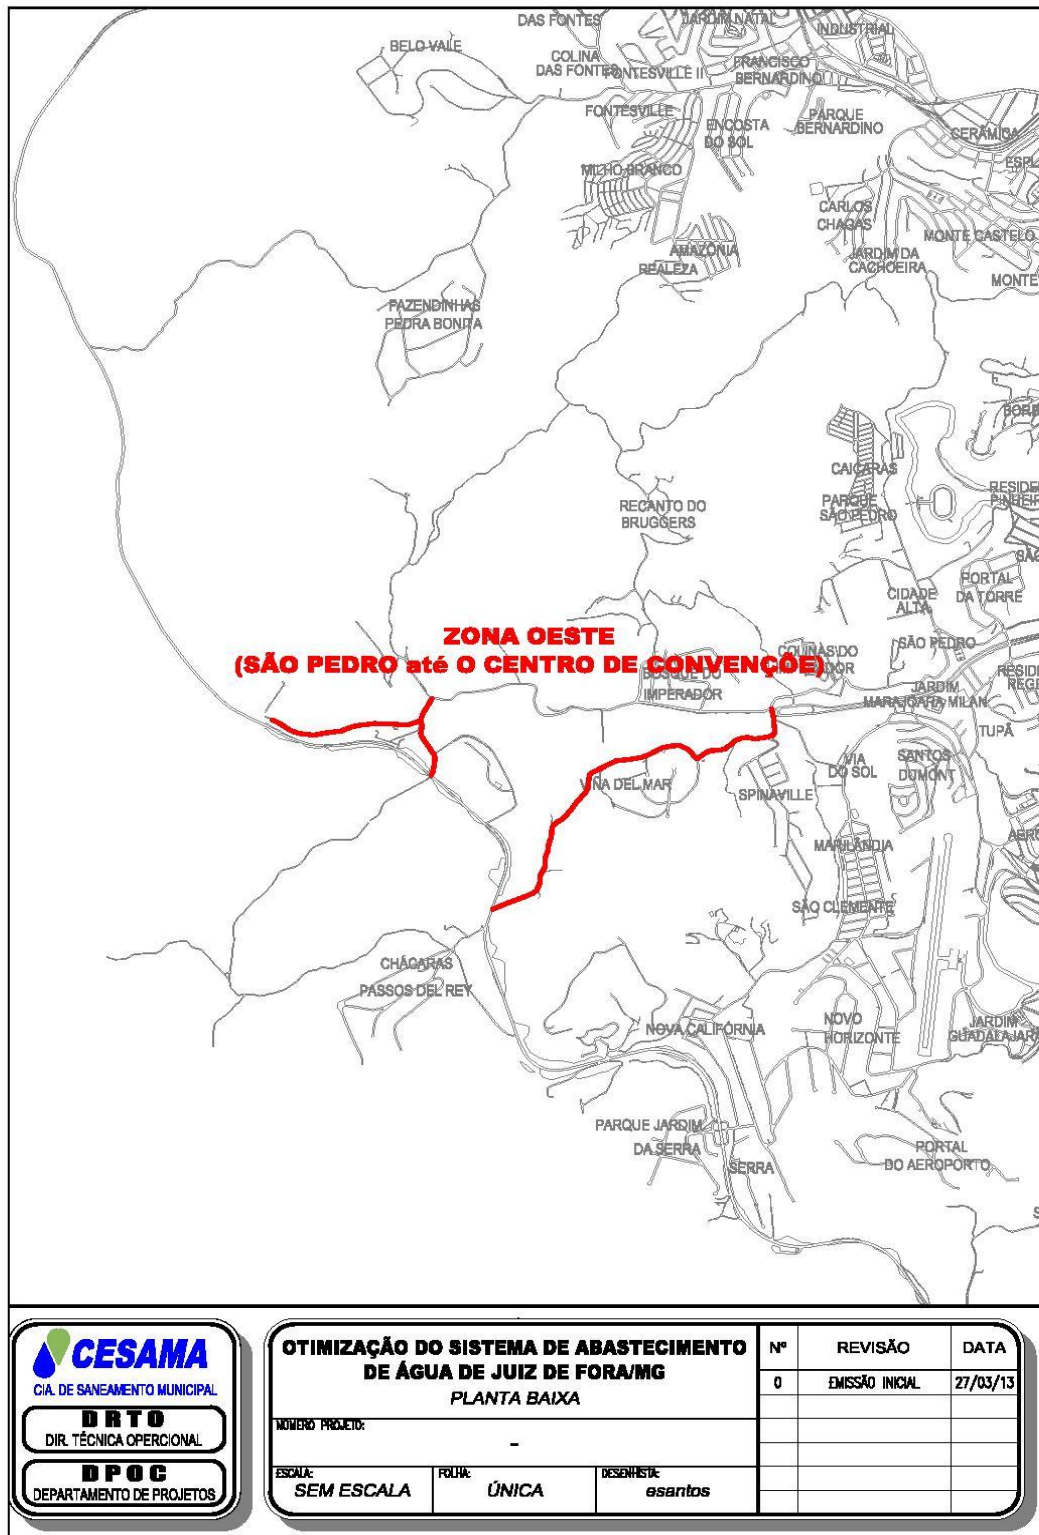 DAS FONTES
JARDIM NATAL
INDUSTRIAL
BELO VALE
COLINA
DAS FONTES
FONTESVILLE II
FRANCISCO
BERNARDINO
FONTESVILLE
ENCOSTA
DO SOL
PARQUE
BERNARDINO
CERÂMICA
MILHO BRANCO
CARLOS
CHAGAS
MONTE CASTELO
AMAZÔNIA
REALEZA
JARDIM DA
CACHOEIRA
MONTE
FAZENDINHAS
PEDRA BONITA
CAIÇARAS
PARQUE
SÃO PEDRO
RECANTO DO
BRUGGERS
CIDADE
ALTA
PORTAL
DA TORRE
ZONA OESTE
(SÃO PEDRO até O CENTRO DE CONVENÇÕE)
SÃO PEDRO
COLINAS DO
BOSQUE DO
IMPERADOR
JARDIM
MARAJOARA MILAN
TUPÃ
VIA
DO SOL
SANTOS
DUMONT
VINA DEL MAR
SPINAVILLE
MARILÂNDIA
SÃO CLEMENTE
CHÁCARAS
PASSOS DEL REY
NOVA CALIFÓRNIA
NOVO
HORIZONTE
JARDIM
GUADALAJARA
PARQUE JARDIM
DA SERRA
SERRA
PORTAL
DO AEROPORTO
CESAMA
CIA. DE SANEAMENTO MUNICIPAL
DRTO
DIR. TÉCNICA OPERCIONAL
DPOC
DEPARTAMENTO DE PROJETOS
OTIMIZAÇÃO DO SISTEMA DE ABASTECIMENTO
DE ÁGUA DE JUIZ DE FORA/MG
PLANTA BAIXA
NÚMERO PROJETO:
-
ESCALA:
SEM ESCALA
FOLHA:
ÚNICA
DESENHISTA:
esantos
Nº REVISÃO DATA
0 EMISSÃO INICIAL 27/03/13